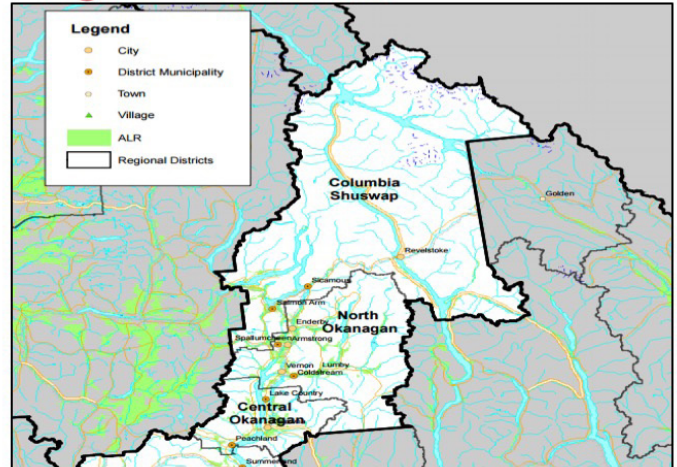 Legend
City
District Municipality
Town
Village
ALR
Regional Districts
Columbia
Shuswap
Golden
Revelstoke
Sicamous
Salmon Arm
North
Okanagan
Enderby
Spallumcheen
Armstrong
Vernon
Lumby
Coldstream
Lake Country
Central
Okanagan
Peachland
Summerland